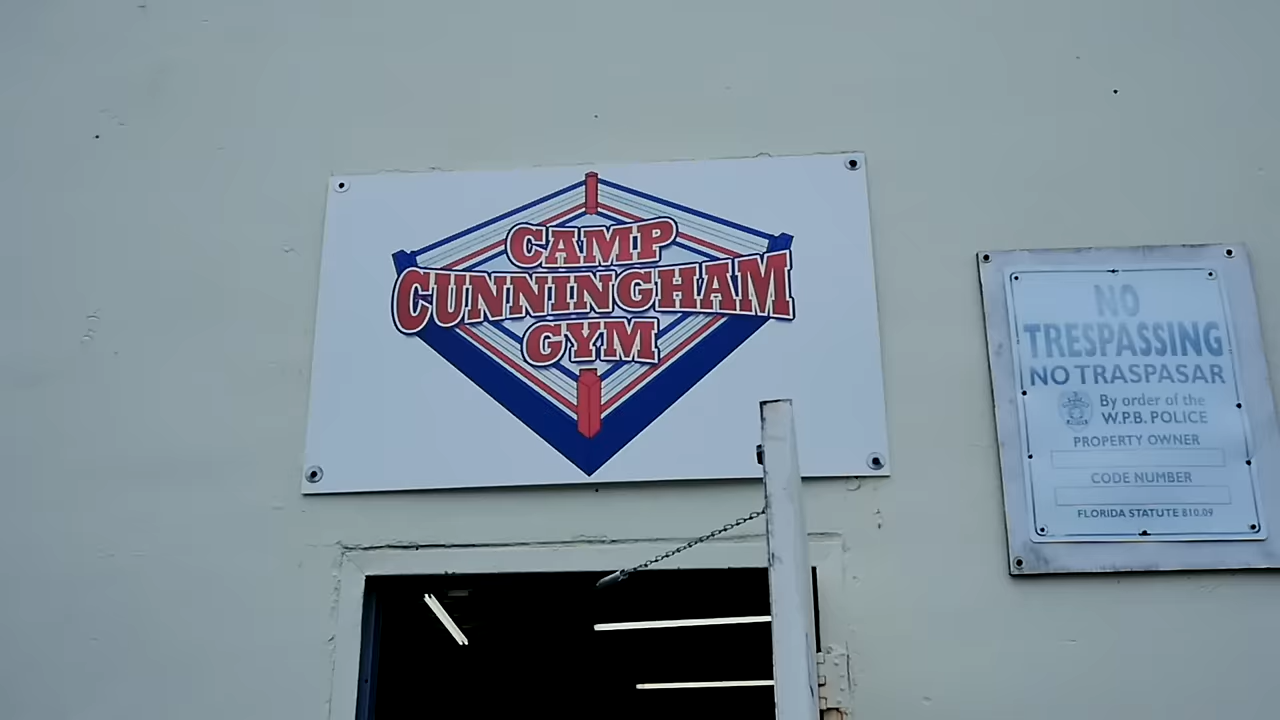 CAMP
CUNNINGHAM
GYM
NO
TRESPASSING
NO TRASPASAR
By order of the
W.P.B. POLICE
PROPERTY OWNER
CODE NUMBER
FLORIDA STATUTE 810.09